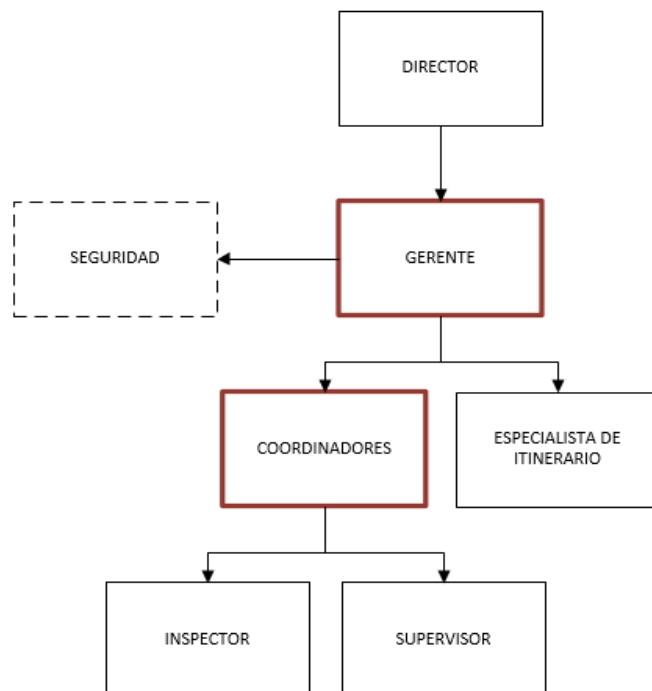 DIRECTOR
SEGURIDAD
GERENTE
COORDINADORES
ESPECIALISTA DE
ITINERARIO
INSPECTOR
SUPERVISOR